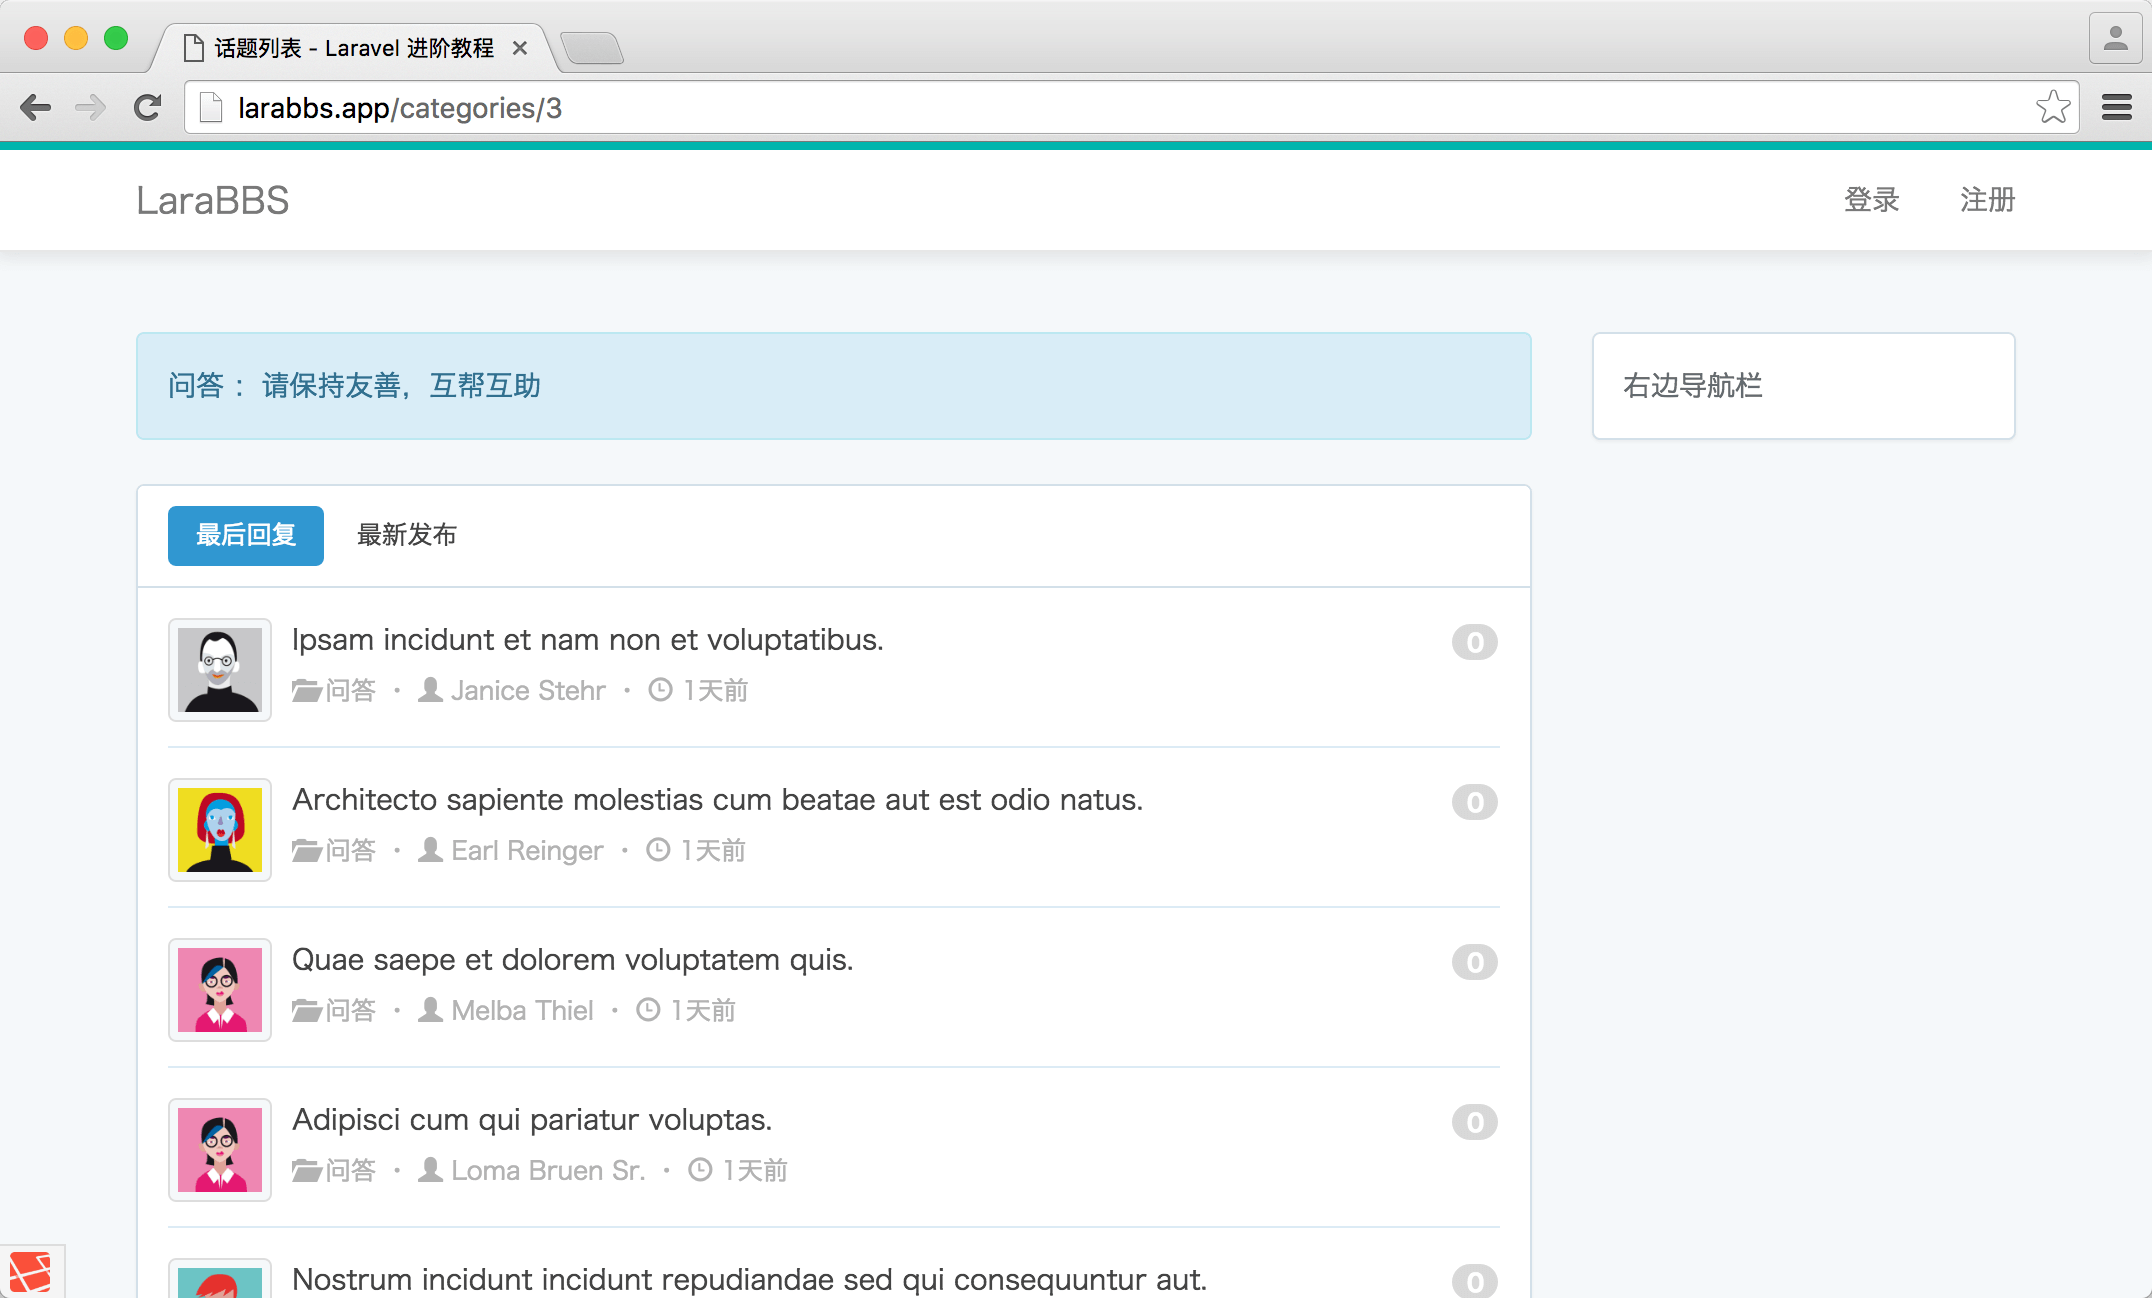 话题列表 - Laravel 进阶教程
larabbs.app/categories/3
LaraBBS
登录
注册
问答 ：请保持友善，互帮互助
右边导航栏
最后回复
最新发布
Ipsam incidunt et nam non et voluptatibus.
0
问答 • Janice Stehr • 1天前
Architecto sapiente molestias cum beatae aut est odio natus.
0
问答 • Earl Reinger • 1天前
Quae saepe et dolorem voluptatem quis.
0
问答 • Melba Thiel • 1天前
Adipisci cum qui pariatur voluptas.
0
问答 • Loma Bruen Sr. • 1天前
Nostrum incidunt incidunt repudiandae sed qui consequuntur aut.
0